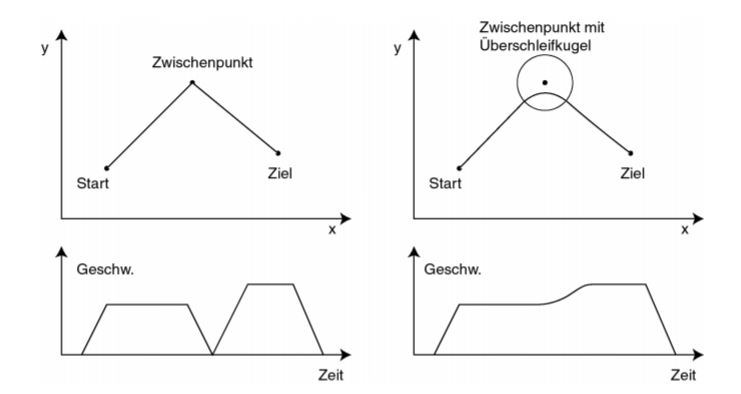 y
Zwischenpunkt
Start
Ziel
x
Geschw.
Zeit
Zwischenpunkt mit
Überschleifkugel
y
Start
Ziel
x
Geschw.
Zeit